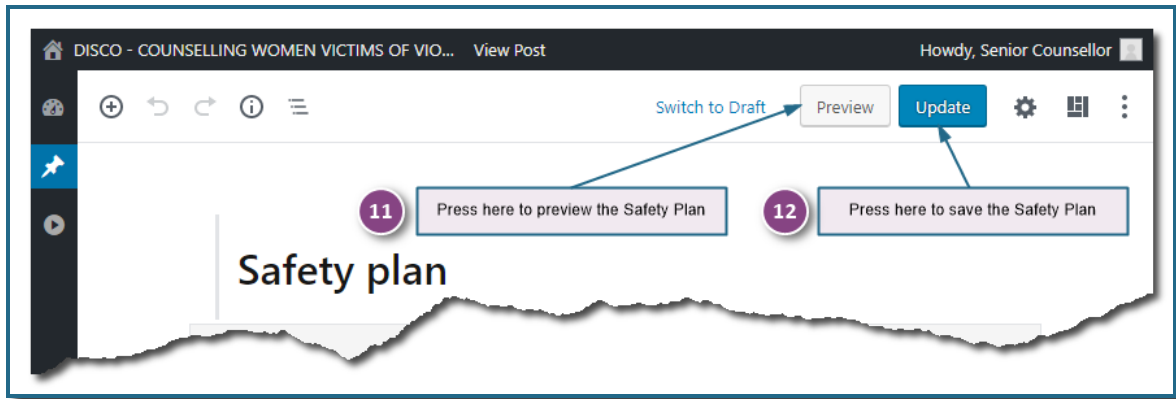 DISCO - COUNSELLING WOMEN VICTIMS OF VIO... View Post Howdy, Senior Counsellor
Switch to Draft Preview Update
11 Press here to preview the Safety Plan 12 Press here to save the Safety Plan
Safety plan